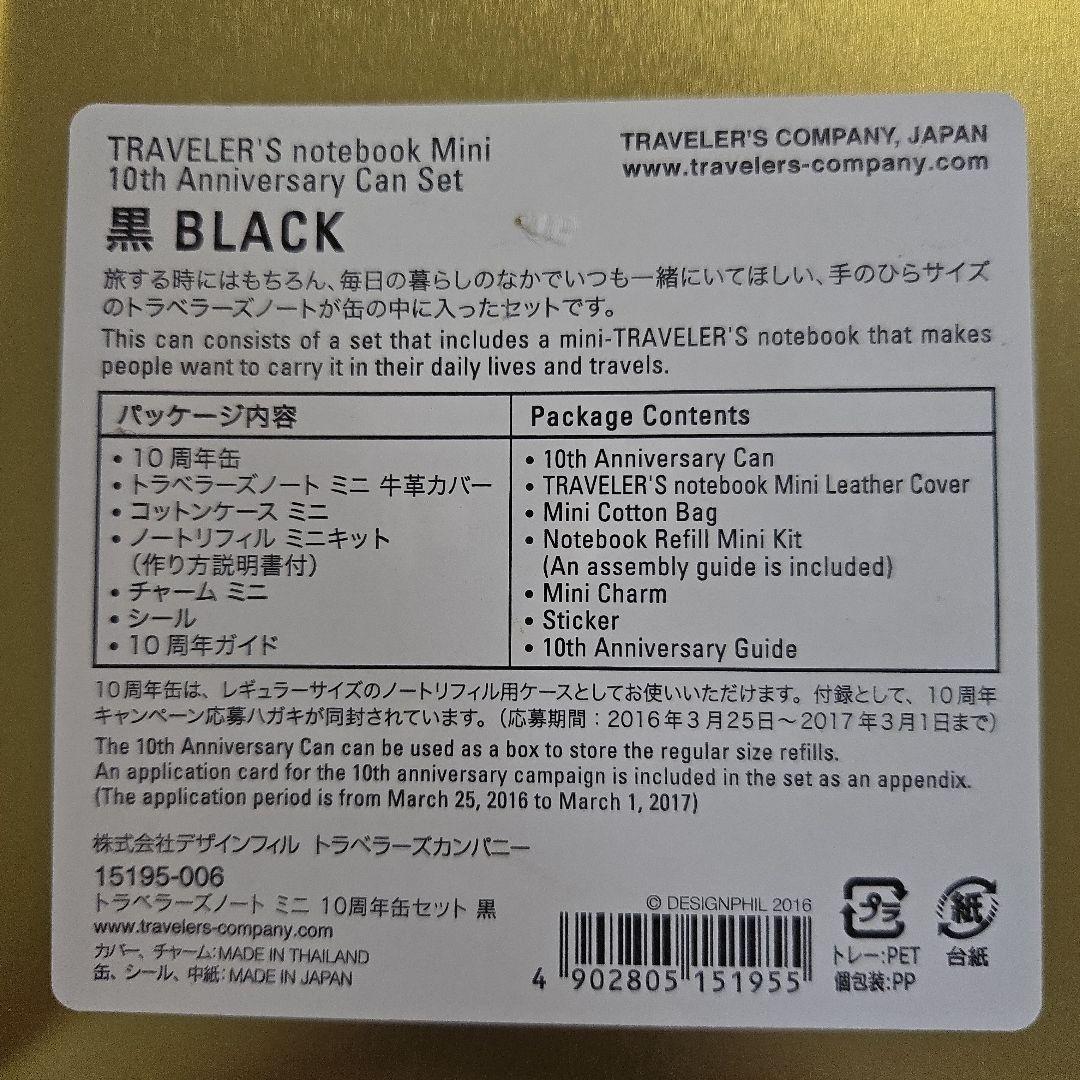 TRAVELER'S notebook Mini
10th Anniversary Can Set
黒 BLACK
TRAVELER'S COMPANY, JAPAN
www.travelers-company.com
旅する時にはもちろん、毎日の暮らしのなかでいつも一緒にいてほしい、手のひらサイズ
のトラベラーズノートが缶の中に入ったセットです。
This can consists of a set that includes a mini-TRAVELER'S notebook that makes
people want to carry it in their daily lives and travels.
パッケージ内容
• 10周年缶
• トラベラーズノート ミニ 牛革カバー
• コットンケース ミニ
• ノートリフィル ミニキット
（作り方説明書付）
• チャーム ミニ
• シール
• 10周年ガイド
Package Contents
• 10th Anniversary Can
• TRAVELER'S notebook Mini Leather Cover
• Mini Cotton Bag
• Notebook Refill Mini Kit
(An assembly guide is included)
• Mini Charm
• Sticker
• 10th Anniversary Guide
10周年缶は、レギュラーサイズのノートリフィル用ケースとしてお使いいただけます。付録として、10周年
キャンペーン応募ハガキが同封されています。（応募期間：2016年3月25日〜2017年3月1日まで）
The 10th Anniversary Can can be used as a box to store the regular size refills.
An application card for the 10th anniversary campaign is included in the set as an appendix.
(The application period is from March 25, 2016 to March 1, 2017)
株式会社デザインフィル トラベラーズカンパニー
15195-006
トラベラーズノート ミニ 10周年缶セット 黒
www.travelers-company.com
カバー、チャーム:MADE IN THAILAND
缶、シール、中紙:MADE IN JAPAN
© DESIGNPHIL 2016
4 902805 151955
プラ
トレー:PET
個包装:PP
紙
台紙